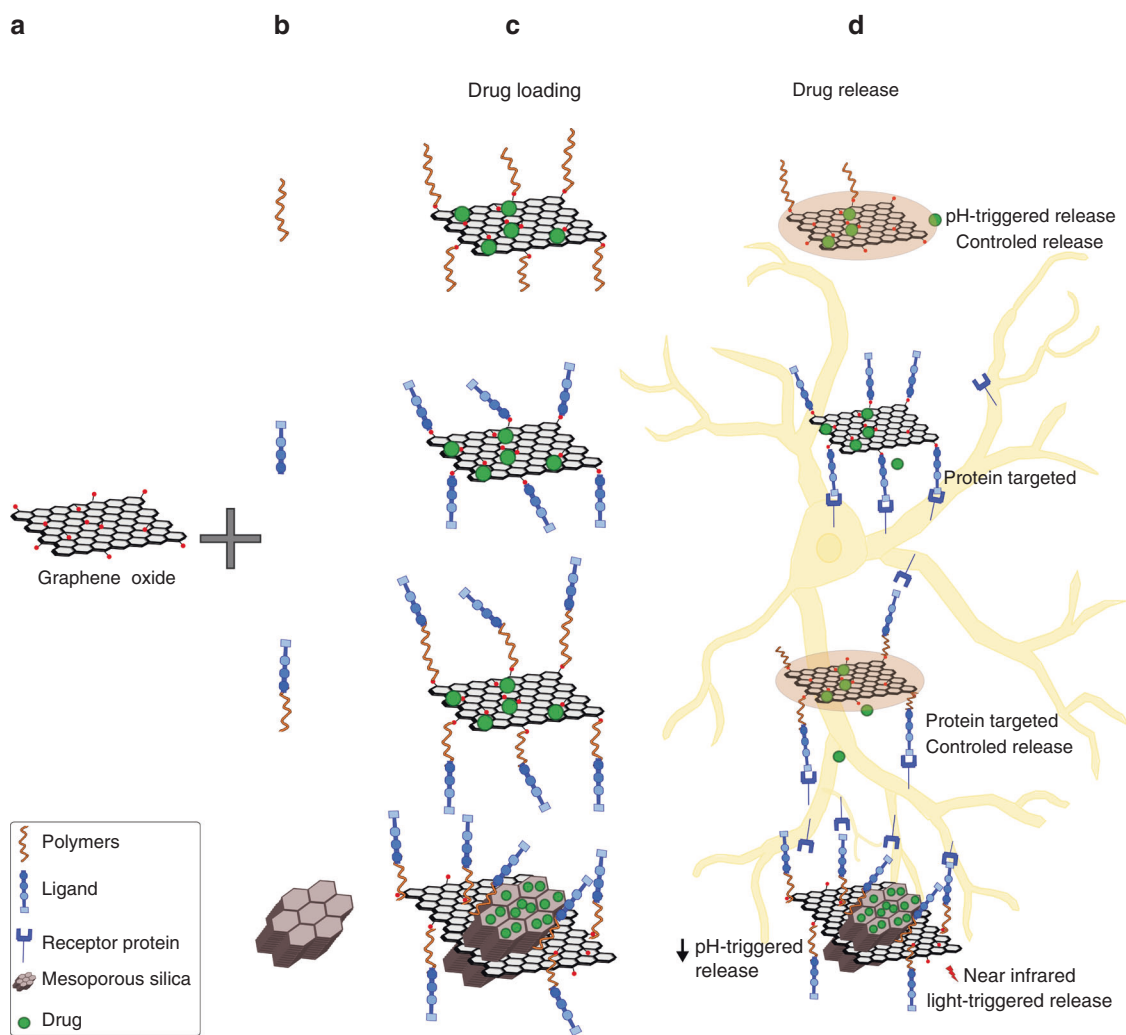 a
b
c
d
Drug loading
Drug release
pH-triggered release
Controled release
Protein targeted
Graphene oxide
Protein targeted
Controled release
Polymers
Ligand
Receptor protein
Mesoporous silica
Drug
pH-triggered
release
Near infrared
light-triggered release